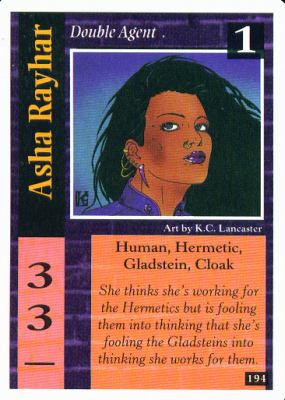 Asha Rayhar
Double Agent .
1
KC
Art by K.C. Lancaster
Human, Hermetic,
Gladstein, Cloak
3
3
—
She thinks she's working for
the Hermetics but is fooling
them into thinking that she's
fooling the Gladsteins into
thinking she works for them.
194